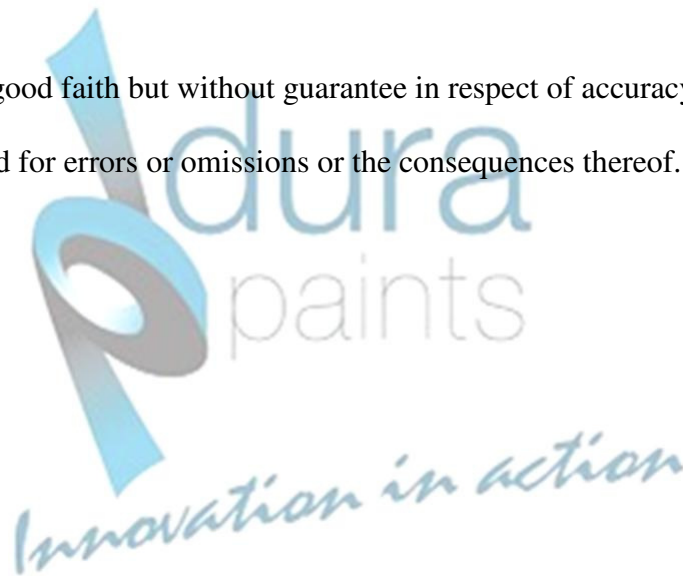 good faith but without guarantee in respect of accuracy
d for errors or omissions or the consequences thereof.
dura
paints
Innovation in action